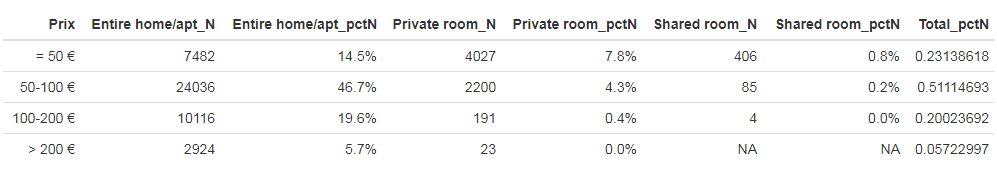 Prix Entire home/apt_N Entire home/apt_pctN Private room_N Private room_pctN Shared room_N Shared room_pctN Total_pctN
= 50 € 7482 14.5% 4027 7.8% 406 0.8% 0.23138618
50-100 € 24036 46.7% 2200 4.3% 85 0.2% 0.51114693
100-200 € 10116 19.6% 191 0.4% 4 0.0% 0.20023692
> 200 € 2924 5.7% 23 0.0% NA NA 0.05722997